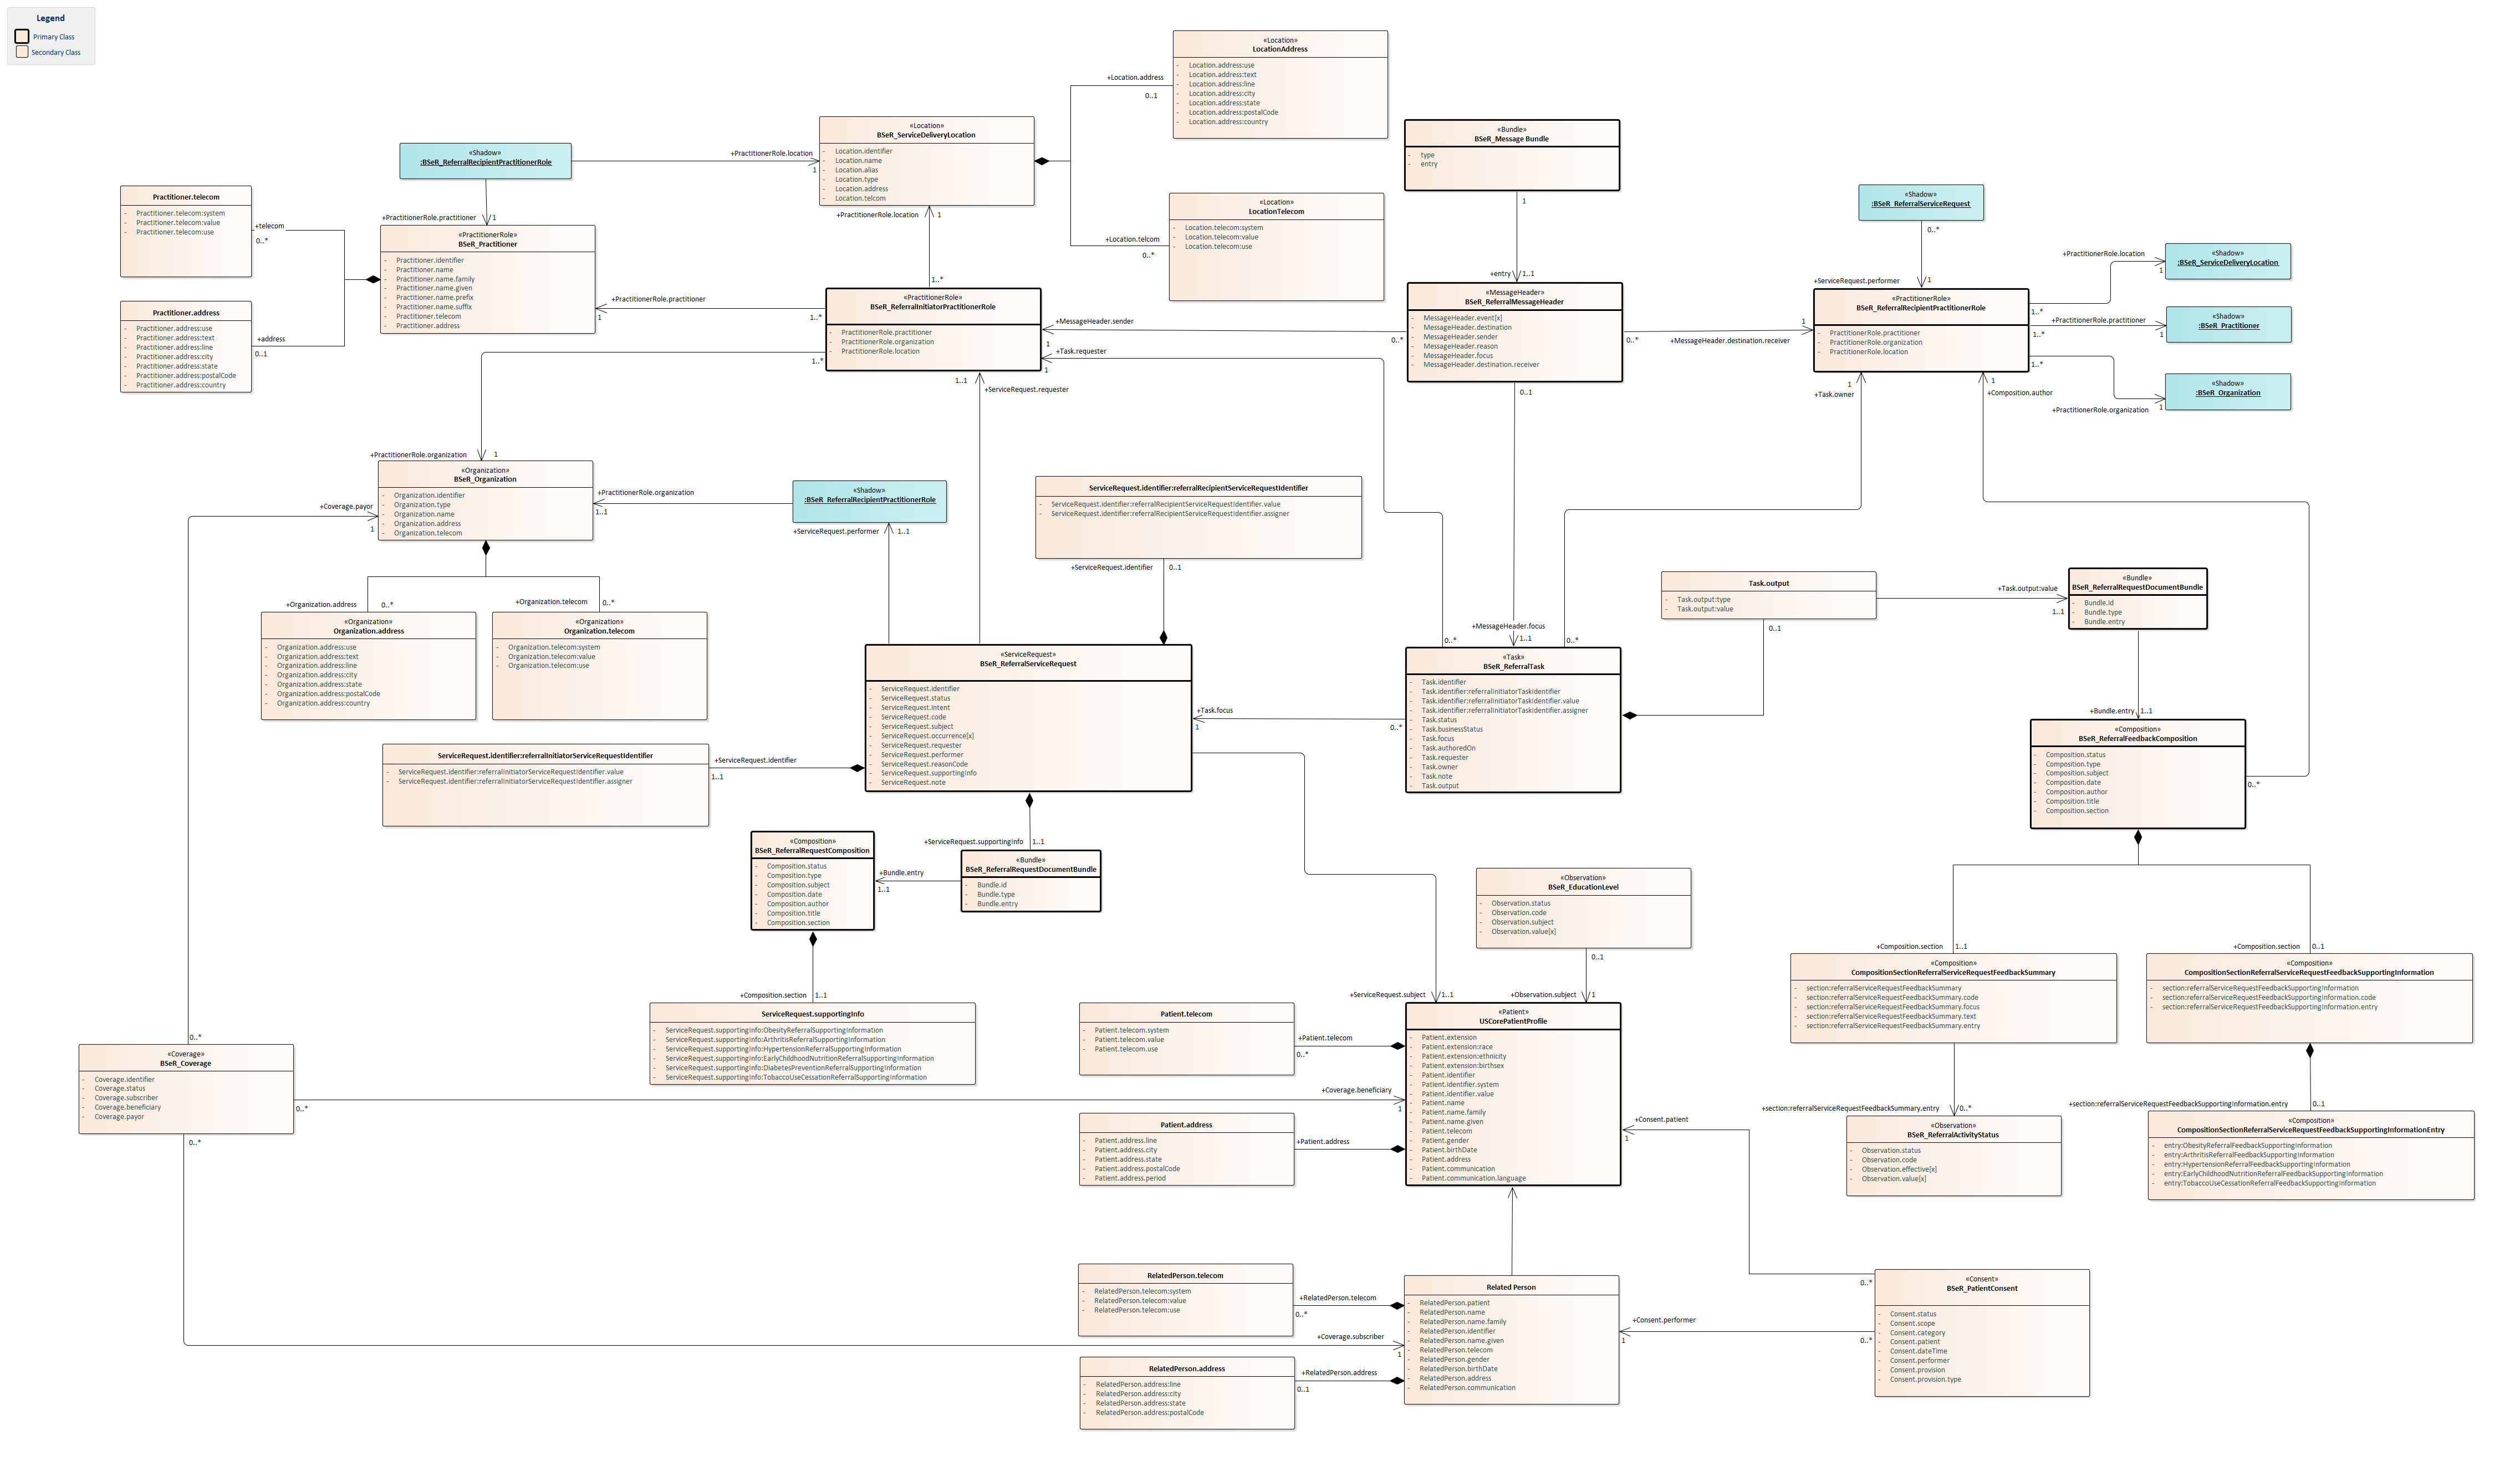 Legend
Primary Class
Secondary Class
«Location»
LocationAddress
- Location.address:use
- Location.address:text
- Location.address:line
- Location.address:city
- Location.address:state
- Location.address:postalCode
- Location.address:country
+Location.address
0..1
«Location»
BSeR_ServiceDeliveryLocation
- Location.identifier
- Location.name
- Location.alias
- Location.type
- Location.address
- Location.telcom
«Bundle»
BSeR_Message Bundle
- type
- entry
1
+entry
1..1
«Shadow»
:BSeR_ReferralRecipientPractitionerRole
+PractitionerRole.location
1
+PractitionerRole.practitioner
1
Practitioner.telecom
- Practitioner.telecom:system
- Practitioner.telecom:value
- Practitioner.telecom:use
+telecom
0..*
«PractitionerRole»
BSeR_Practitioner
- Practitioner.identifier
- Practitioner.name
- Practitioner.name.family
- Practitioner.name.given
- Practitioner.name.prefix
- Practitioner.name.suffix
- Practitioner.telecom
- Practitioner.address
Practitioner.address
- Practitioner.address:use
- Practitioner.address:text
- Practitioner.address:line
- Practitioner.address:city
- Practitioner.address:state
- Practitioner.address:postalCode
- Practitioner.address:country
+address
0..1
«Location»
LocationTelecom
- Location.telecom:system
- Location.telecom:value
- Location.telecom:use
+Location.telcom
0..*
+PractitionerRole.location
1
1..*
«PractitionerRole»
BSeR_ReferralInitiatorPractitionerRole
- PractitionerRole.practitioner
- PractitionerRole.organization
- PractitionerRole.location
+PractitionerRole.practitioner
1
1..*
1..*
«MessageHeader»
BSeR_ReferralMessageHeader
- MessageHeader.event[x]
- MessageHeader.destination
- MessageHeader.sender
- MessageHeader.reason
- MessageHeader.focus
- MessageHeader.destination.receiver
+MessageHeader.sender
1
0..*
+Task.requester
1
0..*
+MessageHeader.destination.receiver
1
0..1
«Shadow»
:BSeR_ReferralServiceRequest
0..*
+ServiceRequest.performer
1
«PractitionerRole»
BSeR_ReferralRecipientPractitionerRole
- PractitionerRole.practitioner
- PractitionerRole.organization
- PractitionerRole.location
+PractitionerRole.location
1
1..*
«Shadow»
:BSeR_ServiceDeliveryLocation
+PractitionerRole.practitioner
1..*
1
«Shadow»
:BSeR_Practitioner
1..*
+PractitionerRole.organization
1
«Shadow»
:BSeR_Organization
1
+Task.owner
1
+Composition.author
1..1
+ServiceRequest.requester
+PractitionerRole.organization
1
«Organization»
BSeR_Organization
- Organization.identifier
- Organization.type
- Organization.name
- Organization.address
- Organization.telecom
+Coverage.payor
1
+PractitionerRole.organization
1..1
«Shadow»
:BSeR_ReferralRecipientPractitionerRole
+ServiceRequest.performer
1..1
ServiceRequest.identifier:referralRecipientServiceRequestIdentifier
- ServiceRequest.identifier:referralRecipientServiceRequestIdentifier.value
- ServiceRequest.identifier:referralRecipientServiceRequestIdentifier.assigner
+ServiceRequest.identifier
0..1
+Organization.address
0..*
+Organization.telecom
0..*
«Organization»
Organization.address
- Organization.address:use
- Organization.address:text
- Organization.address:line
- Organization.address:city
- Organization.address:state
- Organization.address:postalCode
- Organization.address:country
«Organization»
Organization.telecom
- Organization.telecom:system
- Organization.telecom:value
- Organization.telecom:use
«ServiceRequest»
BSeR_ReferralServiceRequest
- ServiceRequest.identifier
- ServiceRequest.status
- ServiceRequest.intent
- ServiceRequest.code
- ServiceRequest.subject
- ServiceRequest.occurrence[x]
- ServiceRequest.requester
- ServiceRequest.performer
- ServiceRequest.reasonCode
- ServiceRequest.supportingInfo
- ServiceRequest.note
+MessageHeader.focus
1..1
0..*
0..*
«Task»
BSeR_ReferralTask
- Task.identifier
- Task.identifier:referralInitiatorTaskIdentifier
- Task.identifier:referralInitiatorTaskIdentifier.value
- Task.identifier:referralInitiatorTaskIdentifier.assigner
- Task.status
- Task.businessStatus
- Task.focus
- Task.authoredOn
- Task.requester
- Task.owner
- Task.note
- Task.output
+Task.focus
1
0..*
Task.output
- Task.output:type
- Task.output:value
0..1
+Task.output:value
1..1
«Bundle»
BSeR_ReferralRequestDocumentBundle
- Bundle.id
- Bundle.type
- Bundle.entry
+Bundle.entry
1..1
«Composition»
BSeR_ReferralFeedbackComposition
- Composition.status
- Composition.type
- Composition.subject
- Composition.date
- Composition.author
- Composition.title
- Composition.section
0..*
ServiceRequest.identifier:referralInitiatorServiceRequestIdentifier
- ServiceRequest.identifier:referralInitiatorServiceRequestIdentifier.value
- ServiceRequest.identifier:referralInitiatorServiceRequestIdentifier.assigner
+ServiceRequest.identifier
1..1
+ServiceRequest.supportingInfo
1..1
«Composition»
BSeR_ReferralRequestComposition
- Composition.status
- Composition.type
- Composition.subject
- Composition.date
- Composition.author
- Composition.title
- Composition.section
+Bundle.entry
1..1
«Bundle»
BSeR_ReferralRequestDocumentBundle
- Bundle.id
- Bundle.type
- Bundle.entry
«Observation»
BSeR_EducationLevel
- Observation.status
- Observation.code
- Observation.subject
- Observation.value[x]
0..1
+Observation.subject
1
+ServiceRequest.subject
1..1
+Composition.section
1..1
ServiceRequest.supportingInfo
- ServiceRequest.supportingInfo:ObesityReferralSupportingInformation
- ServiceRequest.supportingInfo:ArthritisReferralSupportingInformation
- ServiceRequest.supportingInfo:HypertensionReferralSupportingInformation
- ServiceRequest.supportingInfo:EarlyChildhoodNutritionReferralSupportingInformation
- ServiceRequest.supportingInfo:DiabetesPreventionReferralSupportingInformation
- ServiceRequest.supportingInfo:TobaccoUseCessationReferralSupportingInformation
Patient.telecom
- Patient.telecom.system
- Patient.telecom.value
- Patient.telecom.use
+Patient.telecom
0..*
«Patient»
USCorePatientProfile
- Patient.extension
- Patient.extension:race
- Patient.extension:ethnicity
- Patient.extension:birthsex
- Patient.identifier
- Patient.identifier.system
- Patient.identifier.value
- Patient.name
- Patient.name.family
- Patient.name.given
- Patient.telecom
- Patient.gender
- Patient.birthDate
- Patient.address
- Patient.communication
- Patient.communication.language
+Composition.section
1..1
+Composition.section
0..1
«Composition»
CompositionSectionReferralServiceRequestFeedbackSummary
- section:referralServiceRequestFeedbackSummary
- section:referralServiceRequestFeedbackSummary.code
- section:referralServiceRequestFeedbackSummary.focus
- section:referralServiceRequestFeedbackSummary.text
- section:referralServiceRequestFeedbackSummary.entry
«Composition»
CompositionSectionReferralServiceRequestFeedbackSupportingInformation
- section:referralServiceRequestFeedbackSupportingInformation
- section:referralServiceRequestFeedbackSupportingInformation.code
- section:referralServiceRequestFeedbackSupportingInformation.entry
0..*
«Coverage»
BSeR_Coverage
- Coverage.identifier
- Coverage.status
- Coverage.subscriber
- Coverage.beneficiary
- Coverage.payor
0..*
0..*
+Coverage.beneficiary
1
Patient.address
- Patient.address.line
- Patient.address.city
- Patient.address.state
- Patient.address.postalCode
- Patient.address.period
+Patient.address
+Consent.patient
1
+section:referralServiceRequestFeedbackSummary.entry
0..*
«Observation»
BSeR_ReferralActivityStatus
- Observation.status
- Observation.code
- Observation.effective[x]
- Observation.value[x]
+section:referralServiceRequestFeedbackSupportingInformation.entry
0..1
«Composition»
CompositionSectionReferralServiceRequestFeedbackSupportingInformationEntry
- entry:ObesityReferralFeedbackSupportingInformation
- entry:ArthritisReferralFeedbackSupportingInformation
- entry:HypertensionReferralFeedbackSupportingInformation
- entry:EarlyChildhoodNutritionReferralFeedbackSupportingInformation
- entry:TobaccoUseCessationReferralFeedbackSupportingInformation
RelatedPerson.telecom
- RelatedPerson.telecom:system
- RelatedPerson.telecom:value
- RelatedPerson.telecom:use
+RelatedPerson.telecom
0..*
Related Person
- RelatedPerson.patient
- RelatedPerson.name
- RelatedPerson.name.family
- RelatedPerson.identifier
- RelatedPerson.name.given
- RelatedPerson.telecom
- RelatedPerson.gender
- RelatedPerson.birthDate
- RelatedPerson.address
- RelatedPerson.communication
+Coverage.subscriber
1
RelatedPerson.address
- RelatedPerson.address:line
- RelatedPerson.address:city
- RelatedPerson.address:state
- RelatedPerson.address:postalCode
+RelatedPerson.address
0..1
0..*
+Consent.performer
1
0..*
«Consent»
BSeR_PatientConsent
- Consent.status
- Consent.scope
- Consent.category
- Consent.patient
- Consent.dateTime
- Consent.performer
- Consent.provision
- Consent.provision.type